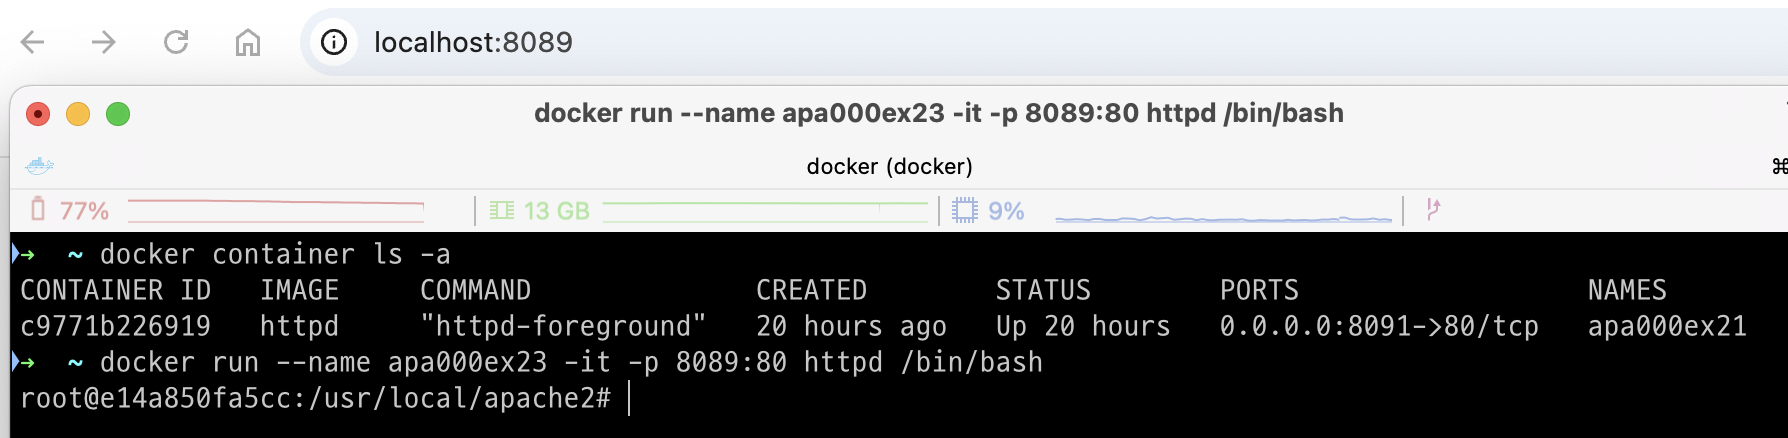 localhost:8089
docker run --name apa000ex23 -it -p 8089:80 httpd /bin/bash
docker (docker)
77% 13 GB 9%
~ docker container ls -a
CONTAINER ID IMAGE COMMAND CREATED STATUS PORTS NAMES
c9771b226919 httpd "httpd-foreground" 20 hours ago Up 20 hours 0.0.0.0:8091->80/tcp apa000ex21
~ docker run --name apa000ex23 -it -p 8089:80 httpd /bin/bash
root@e14a850fa5cc:/usr/local/apache2#